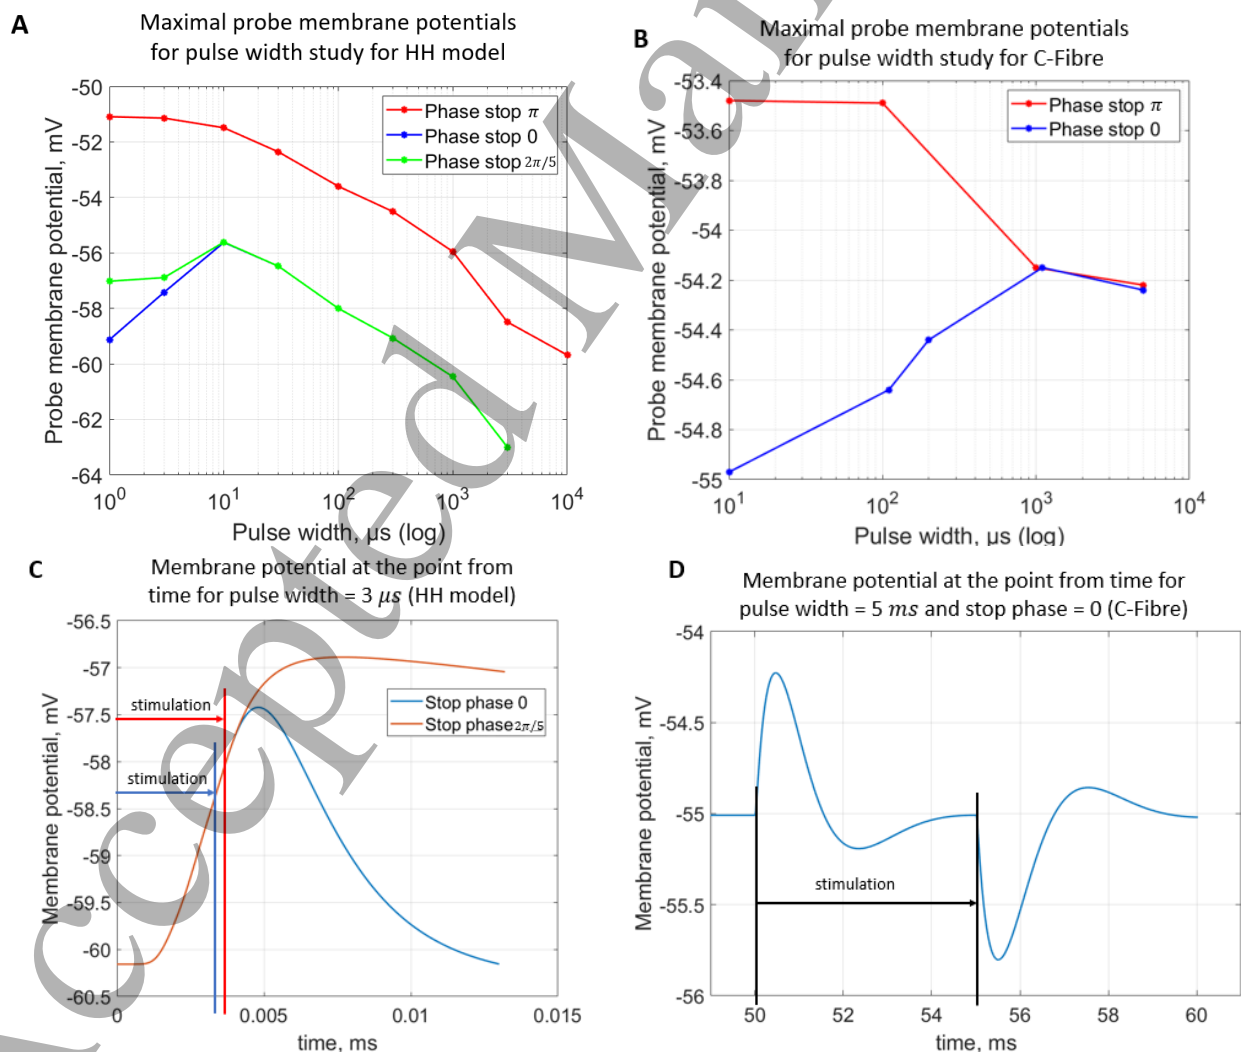 A
Maximal probe membrane potentials
for pulse width study for HH model
Probe membrane potential, mV
-50
-52
-54
-56
-58
-60
-62
-64
10^0
10^1
10^2
10^3
10^4
Pulse width, μs (log)
Phase stop π
Phase stop 0
Phase stop 2π/5
B
Maximal probe membrane potentials
for pulse width study for C-Fibre
Probe membrane potential, mV
-53.4
-53.6
-53.8
-54
-54.2
-54.4
-54.6
-54.8
-55
10^1
10^2
10^3
10^4
Pulse width, μs (log)
Phase stop π
Phase stop 0
C
Membrane potential at the point from
time for pulse width = 3 μs (HH model)
Membrane potential, mV
-56.5
-57
-57.5
-58
-58.5
-59
-59.5
-60
-60.5
0
0.005
0.01
0.015
time, ms
stimulation
stimulation
Stop phase 0
Stop phase 2π/5
D
Membrane potential at the point from time for
pulse width = 5 ms and stop phase = 0 (C-Fibre)
Membrane potential, mV
-54
-54.5
-55
-55.5
-56
50
52
54
56
58
60
time, ms
stimulation
Accepted Man